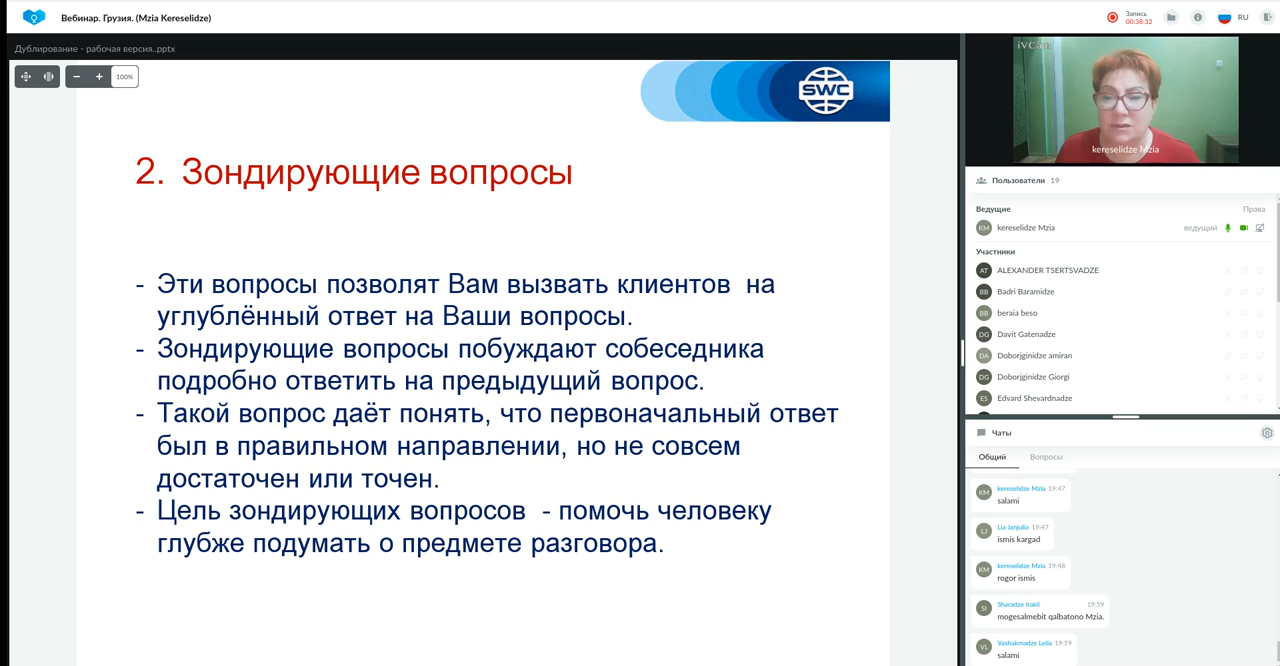 Вебинар. Грузия. (Mzia Kereselidze)
Запись
00:38:32
RU
Дублирование - рабочая версия..pptx
100%
SWC
2. Зондирующие вопросы
- Эти вопросы позволят Вам вызвать клиентов на
углублённый ответ на Ваши вопросы.
- Зондирующие вопросы побуждают собеседника
подробно ответить на предыдущий вопрос.
- Такой вопрос даёт понять, что первоначальный ответ
был в правильном направлении, но не совсем
достаточен или точен.
- Цель зондирующих вопросов - помочь человеку
глубже подумать о предмете разговора.
iVCam
kereselidze Mzia
Пользователи 19
Ведущие Права
KM kereselidze Mzia ведущий
Участники
AT ALEXANDER TSERTSVADZE
BB Badri Baramidze
BB beraia beso
DG Davit Gatenadze
DA Doborjginidze amiran
DG Doborjginidze Giorgi
ES Edvard Shevardnadze
Чаты
Общий Вопросы
KM kereselidze Mzia 19:47
salami
LJ Lia Janjulia 19:47
ismis kargad
KM kereselidze Mzia 19:48
rogor ismis
SI Sharadze Irakli 19:59
mogesalmebit qalbatono Mzia.
VL Vashakmadze Leila 19:59
salami